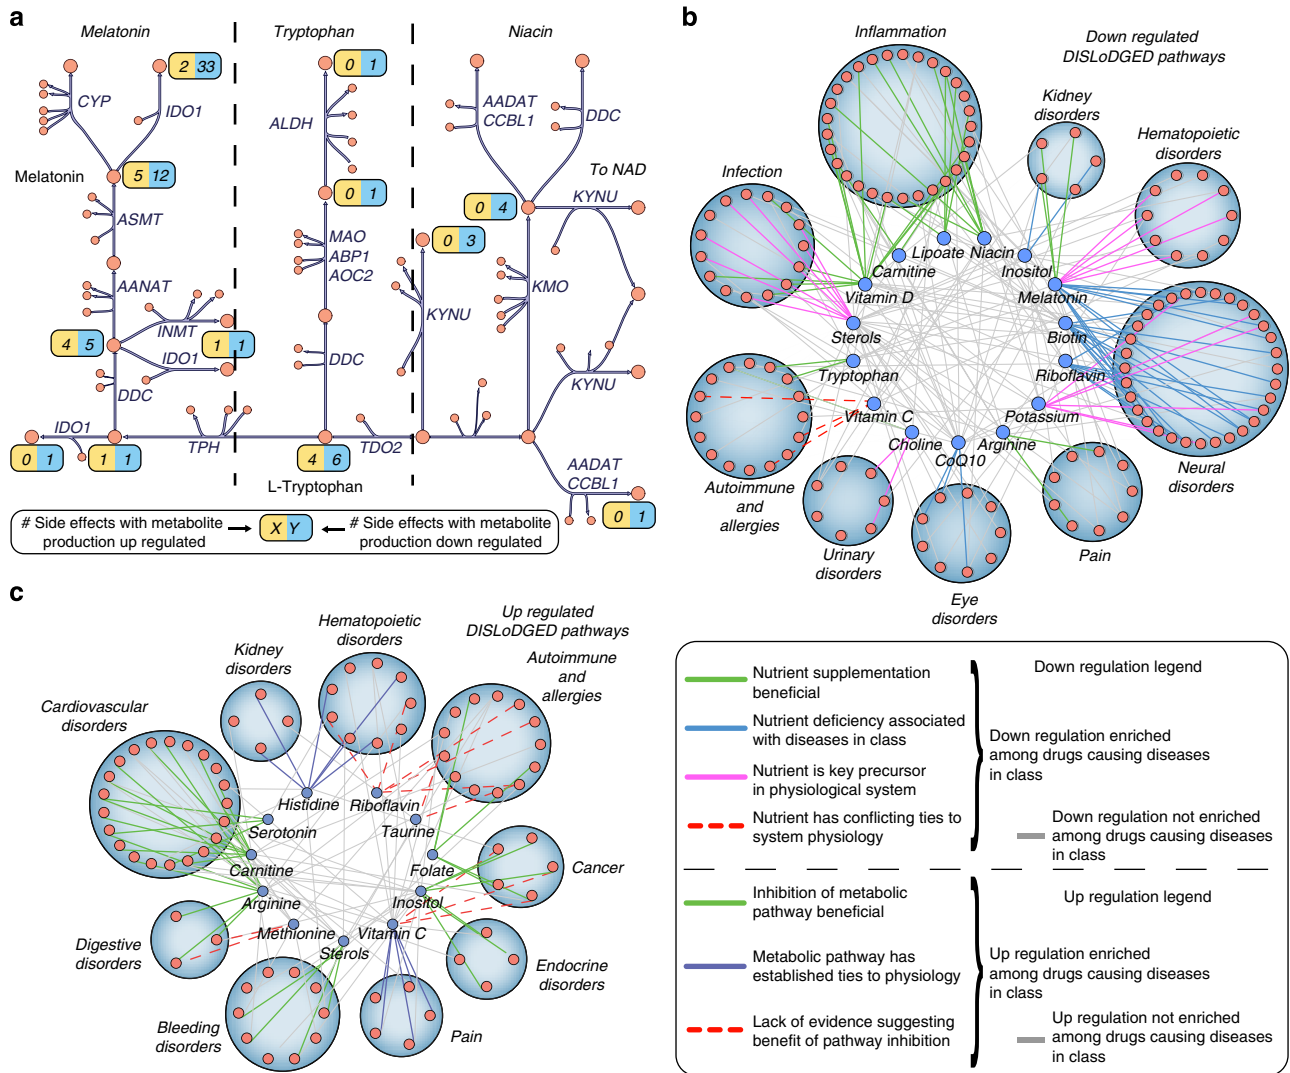 a
Melatonin
Tryptophan
Niacin
2 33
0 1
CYP
IDO1
ALDH
AADAT
CCBL1
DDC
Melatonin
5 12
0 1
To NAD
KYNU
0 4
ASMT
MAO
ABP1
AOC2
0 3
AANAT
KMO
KYNU
INMT
4 5
1 1
IDO1
DDC
DDC
KYNU
IDO1
TPH
TDO2
0 1
1 1
4 6
L-Tryptophan
AADAT
CCBL1
0 1
# Side effects with metabolite
production up regulated
X Y
# Side effects with metabolite
production down regulated
b
Inflammation
Down regulated
DISLoDGED pathways
Kidney
disorders
Hematopoietic
disorders
Infection
Lipoate
Niacin
Carnitine
Inositol
Vitamin D
Melatonin
Sterols
Biotin
Tryptophan
Riboflavin
Vitamin C
Potassium
Choline
Arginine
CoQ10
Neural
disorders
Autoimmune
and
allergies
Urinary
disorders
Eye
disorders
Pain
c
Up regulated
DISLoDGED pathways
Hematopoietic
disorders
Kidney
disorders
Autoimmune
and
allergies
Cardiovascular
disorders
Histidine
Riboflavin
Serotonin
Taurine
Carnitine
Folate
Cancer
Arginine
Inositol
Methionine
Vitamin C
Sterols
Digestive
disorders
Endocrine
disorders
Bleeding
disorders
Pain
Nutrient supplementation
beneficial
Down regulation legend
Nutrient deficiency associated
with diseases in class
Down regulation enriched
among drugs causing diseases
in class
Nutrient is key precursor
in physiological system
Nutrient has conflicting ties to
system physiology
Down regulation not enriched
among drugs causing diseases
in class
Inhibition of metabolic
pathway beneficial
Up regulation legend
Metabolic pathway has
established ties to physiology
Up regulation enriched
among drugs causing diseases
in class
Lack of evidence suggesting
benefit of pathway inhibition
Up regulation not enriched
among drugs causing diseases
in class